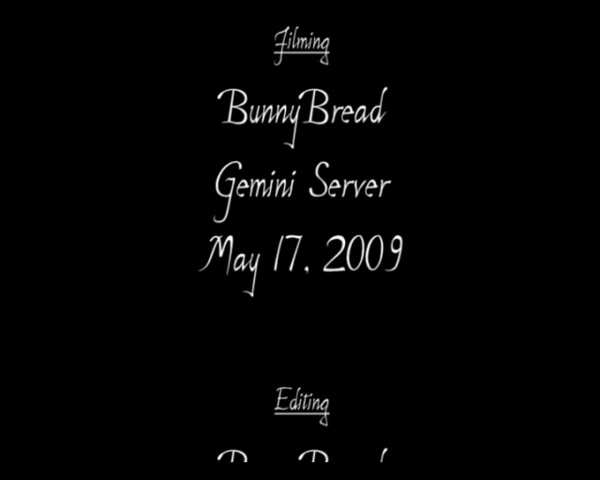 Filming
BunnyBread
Gemini Server
May 17, 2009
Editing